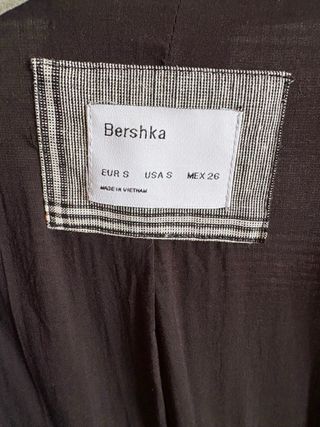 Bershka
EUR S USA S MEX 26
MADE IN VIETNAM